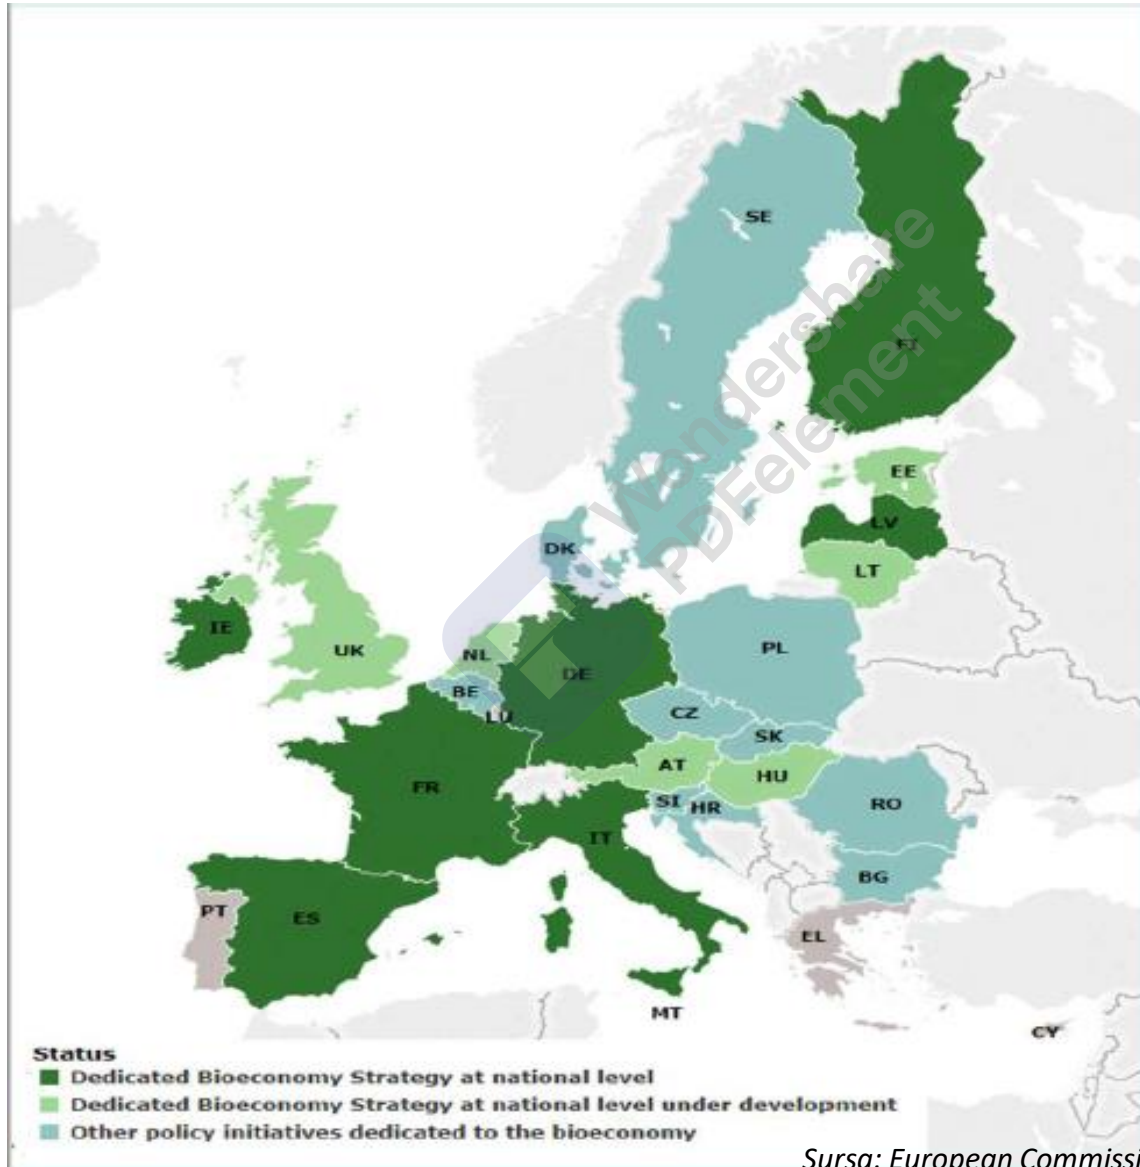 SE
FI
EE
LV
LT
DK
IE
UK
NL
DE
PL
BE
LU
CZ
SK
AT
HU
FR
SI
HR
RO
IT
BG
PT
ES
EL
MT
CY
Wondershare
PDFelement
Status
Dedicated Bioeconomy Strategy at national level
Dedicated Bioeconomy Strategy at national level under development
Other policy initiatives dedicated to the bioeconomy
Sursa: European Commissi